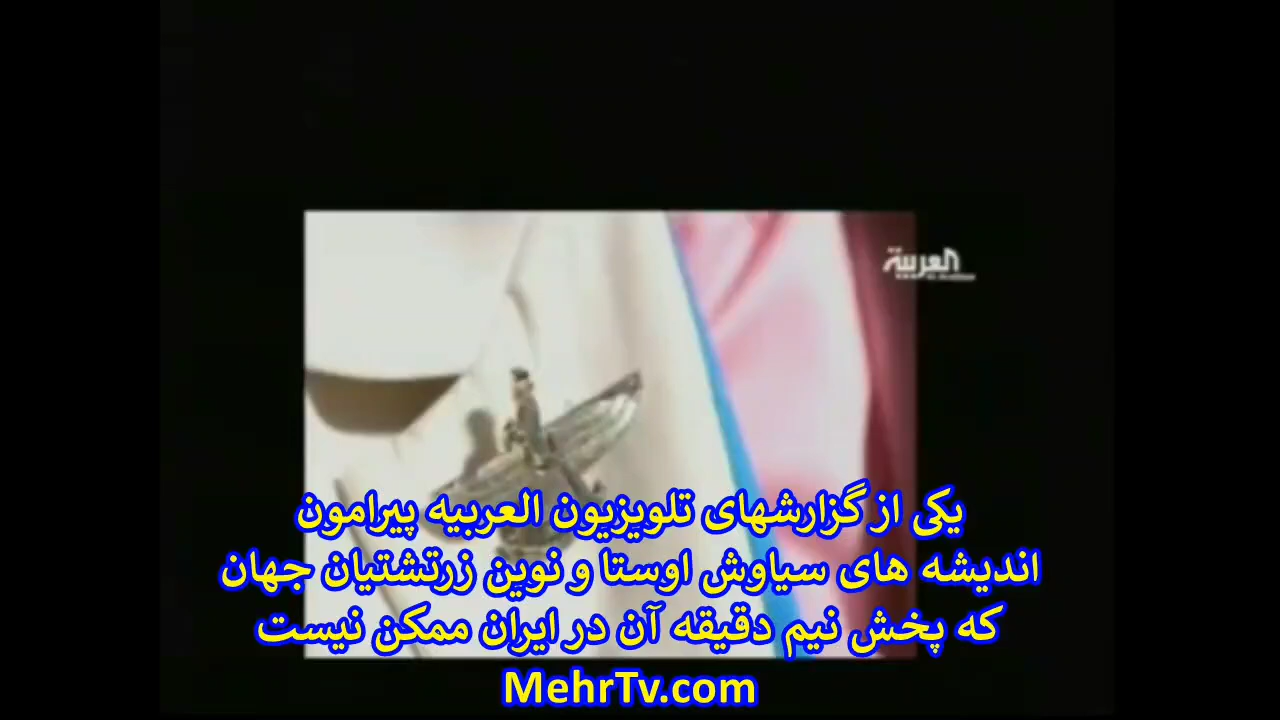 العربية
یکی از گزارشهای تلویزیون العربیه پیرامون
اندیشه های سیاوش اوستا و نوین زرتشتیان جهان
که پخش نیم دقیقه آن در ایران ممکن نیست
MehrTv.com